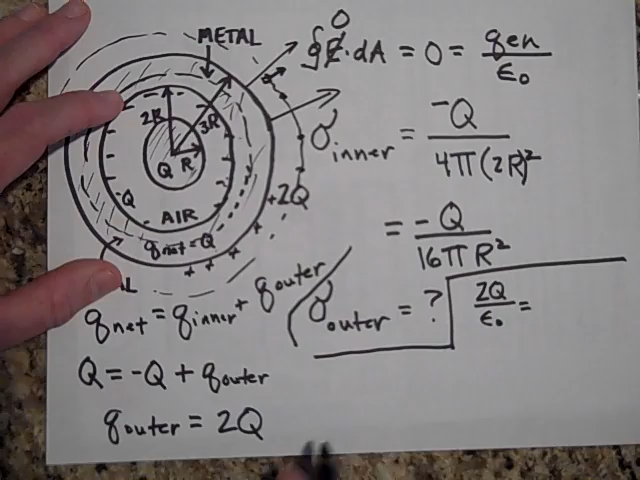 METAL
∮E·dA = 0 = qen/ε₀
0
2R
3R
Q R
-Q
AIR
qnet=Q
+2Q
σinner = -Q/4π(2R)²
= -Q/16πR²
qnet = qinner + qouter
Q = -Q + qouter
qouter = 2Q
σouter = ?
2Q/ε₀ =